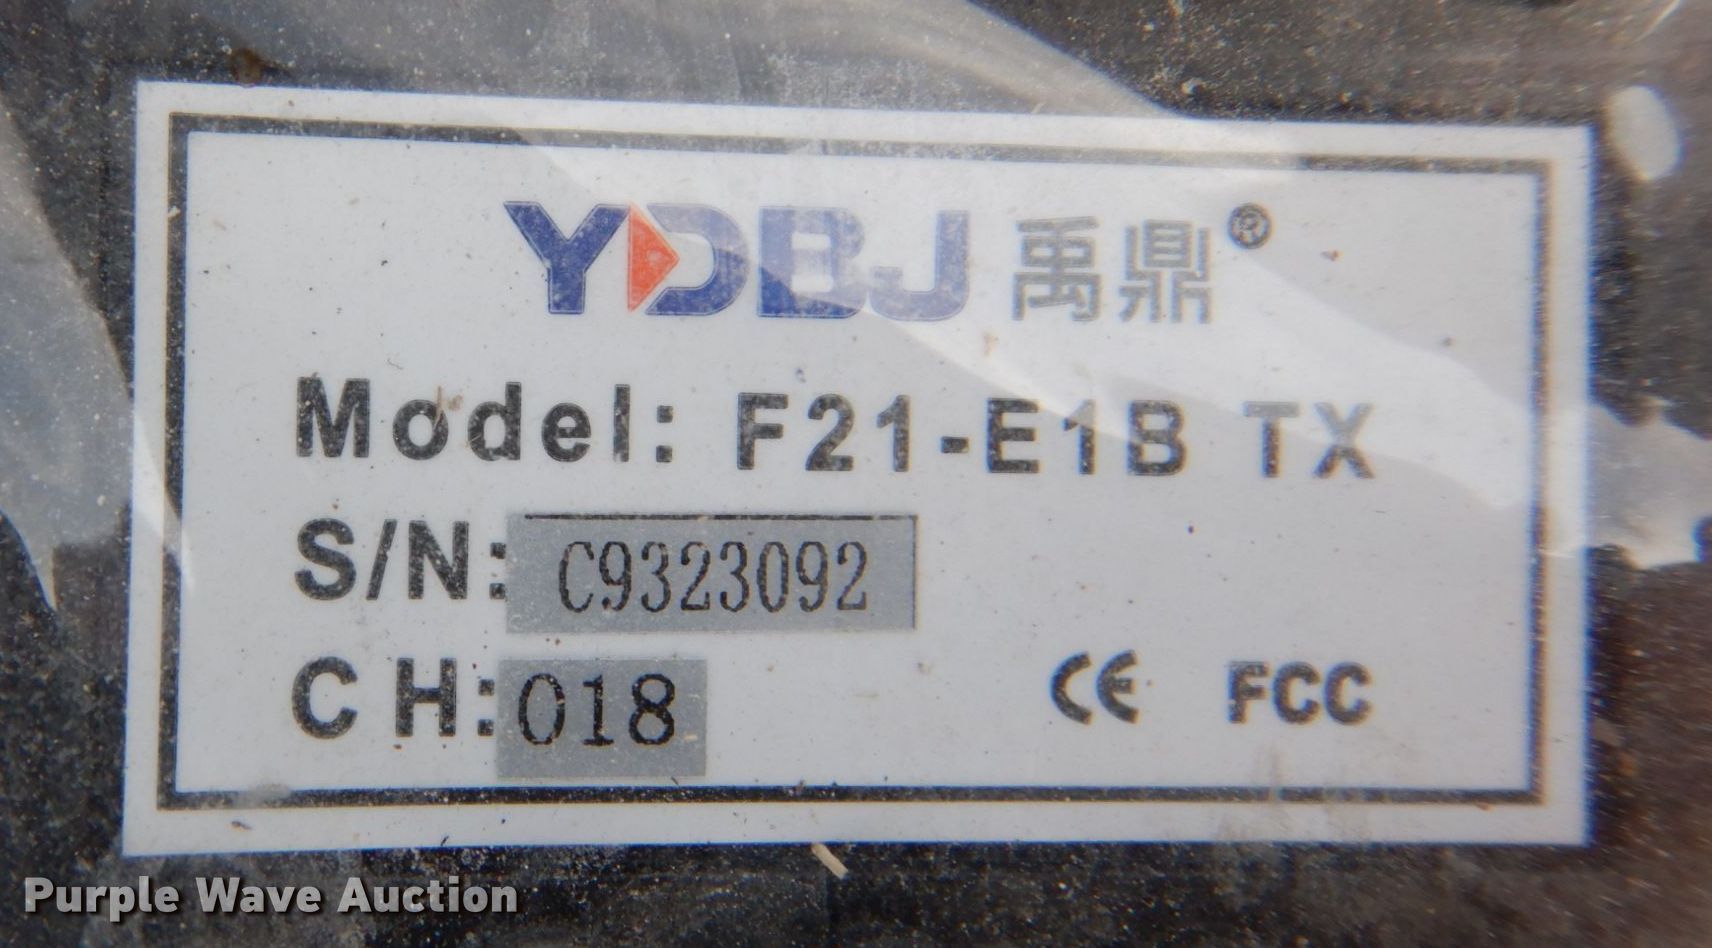 YDBJ 禹鼎®
Model: F21-E1B TX
S/N: C9323092
CH: 018
CE FCC
Purple Wave Auction